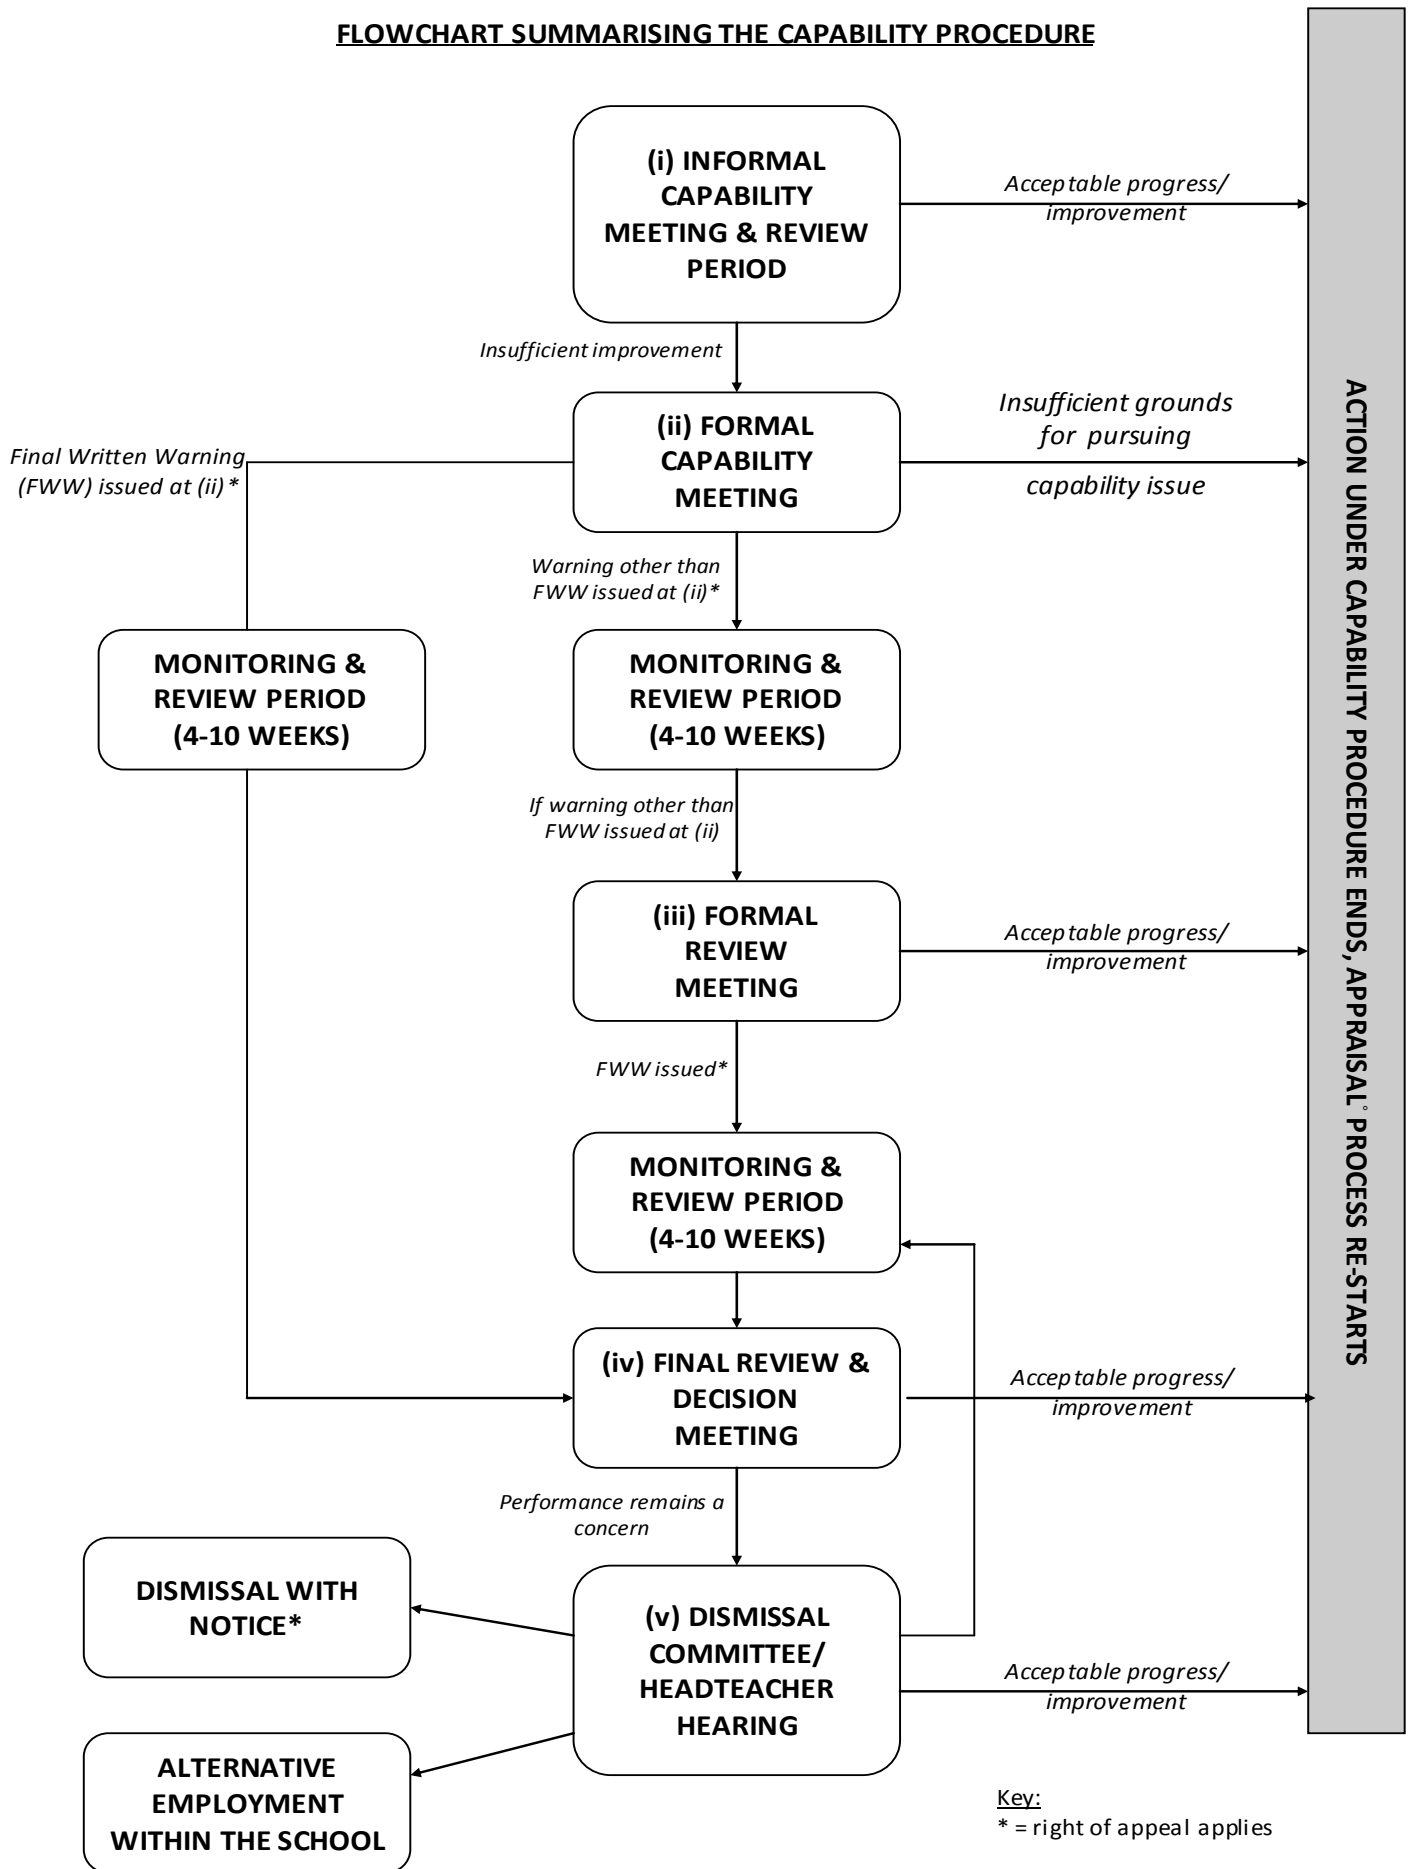 FLOWCHART SUMMARISING THE CAPABILITY PROCEDURE
(i) INFORMAL
CAPABILITY
MEETING & REVIEW
PERIOD
Acceptable progress/
improvement
Insufficient improvement
(ii) FORMAL
CAPABILITY
MEETING
Insufficient grounds
for pursuing
capability issue
Final Written Warning
(FWW) issued at (ii) *
Warning other than
FWW issued at (ii)*
MONITORING &
REVIEW PERIOD
(4-10 WEEKS)
MONITORING &
REVIEW PERIOD
(4-10 WEEKS)
If warning other than
FWW issued at (ii)
(iii) FORMAL
REVIEW
MEETING
Acceptable progress/
improvement
FWW issued*
MONITORING &
REVIEW PERIOD
(4-10 WEEKS)
(iv) FINAL REVIEW &
DECISION
MEETING
Acceptable progress/
improvement
Performance remains a
concern
DISMISSAL WITH
NOTICE*
(v) DISMISSAL
COMMITTEE/
HEADTEACHER
HEARING
Acceptable progress/
improvement
ALTERNATIVE
EMPLOYMENT
WITHIN THE SCHOOL
Key:
* = right of appeal applies
ACTION UNDER CAPABILITY PROCEDURE ENDS, APPRAISAL° PROCESS RE-STARTS